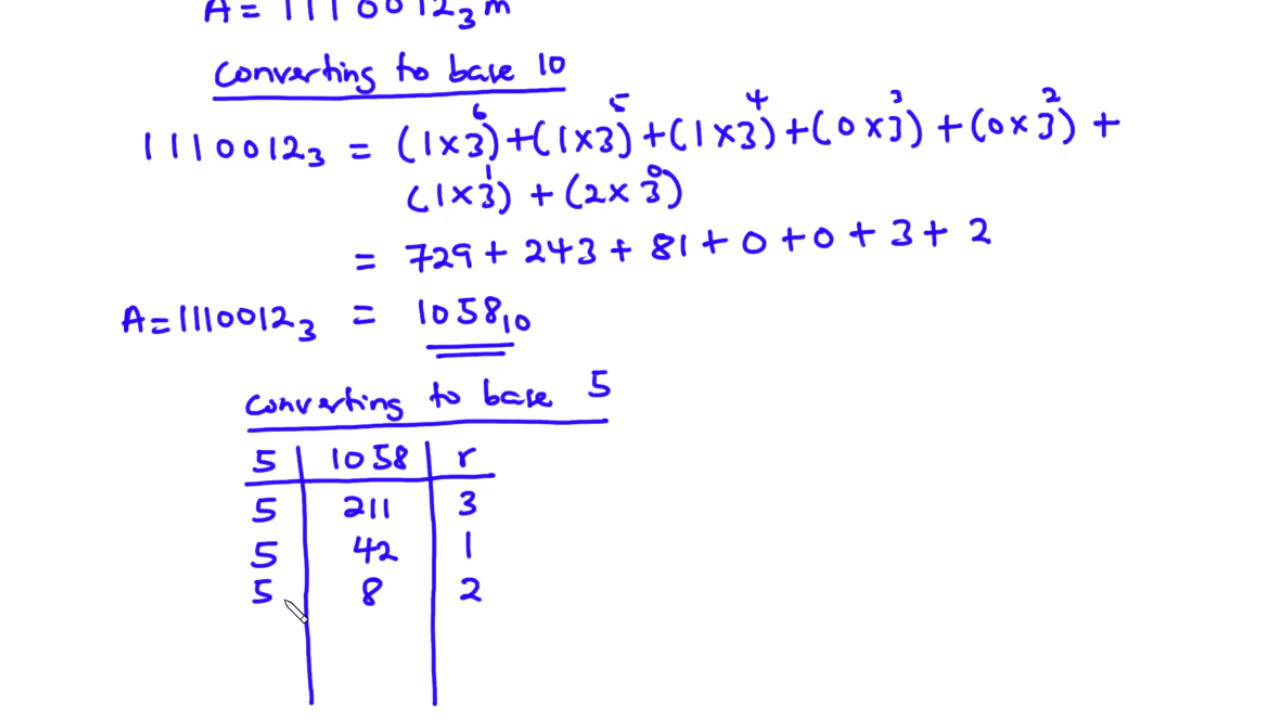 A = 1110012₃ m
Converting to base 10
1110012₃ = (1×3⁶)+(1×3⁵)+(1×3⁴)+(0×3³)+(0×3²)+
(1×3¹)+(2×3⁰)
= 729+243+81+0+0+3+2
A=1110012₃ = 1058₁₀
Converting to base 5
5 | 1058 | r
5 | 211 | 3
5 | 42 | 1
5 | 8 | 2